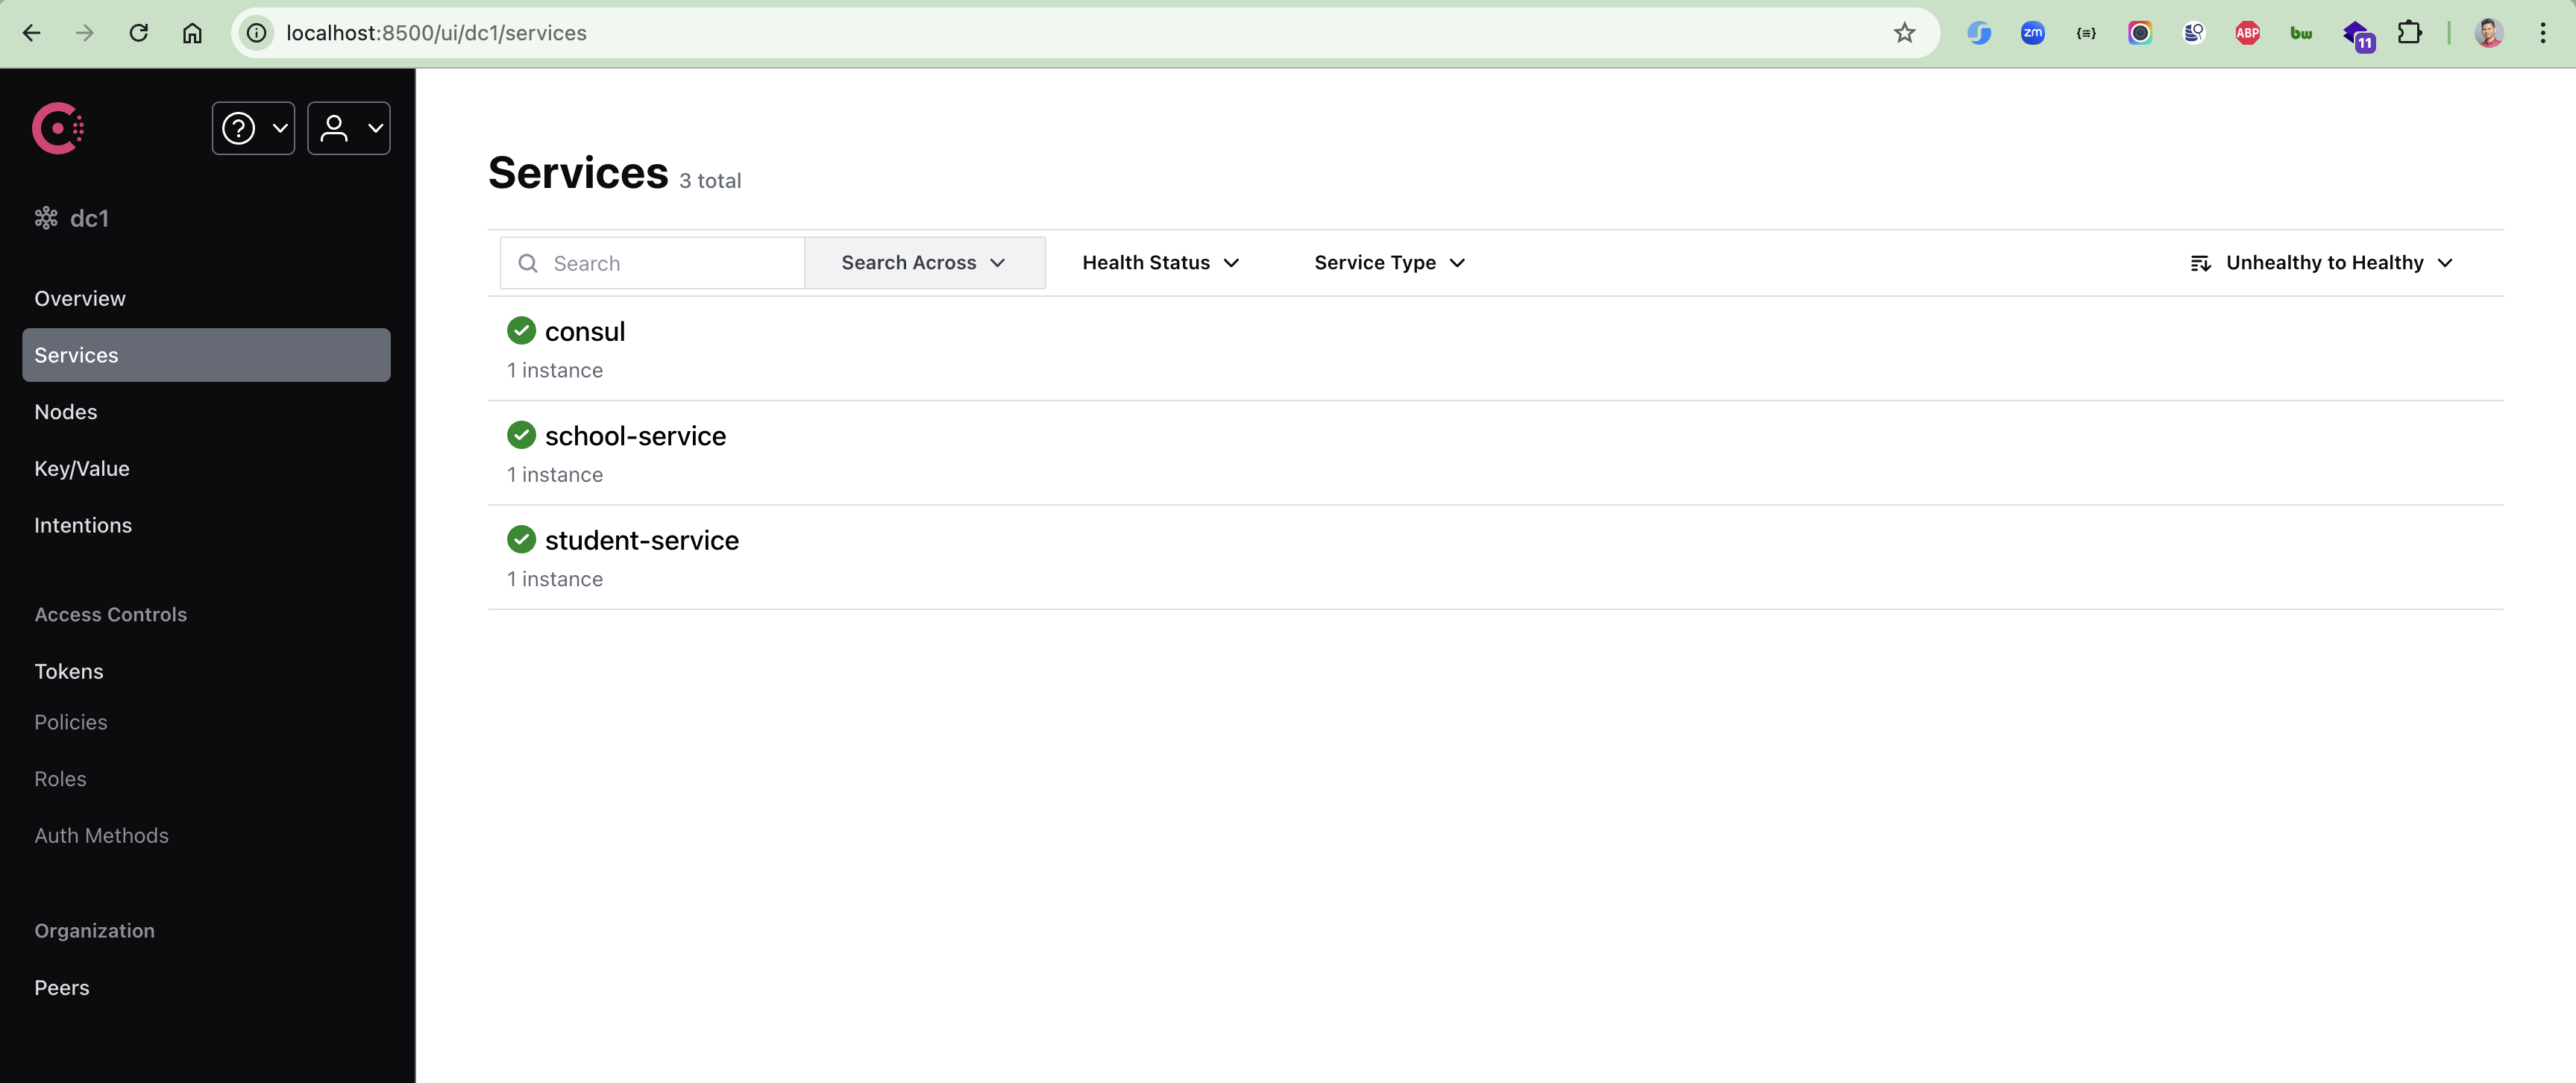 localhost:8500/ui/dc1/services
zm
ABP
bw
11
dc1
Overview
Services
Nodes
Key/Value
Intentions
Access Controls
Tokens
Policies
Roles
Auth Methods
Organization
Peers
Services 3 total
Search Search Across Health Status Service Type Unhealthy to Healthy
consul
1 instance
school-service
1 instance
student-service
1 instance